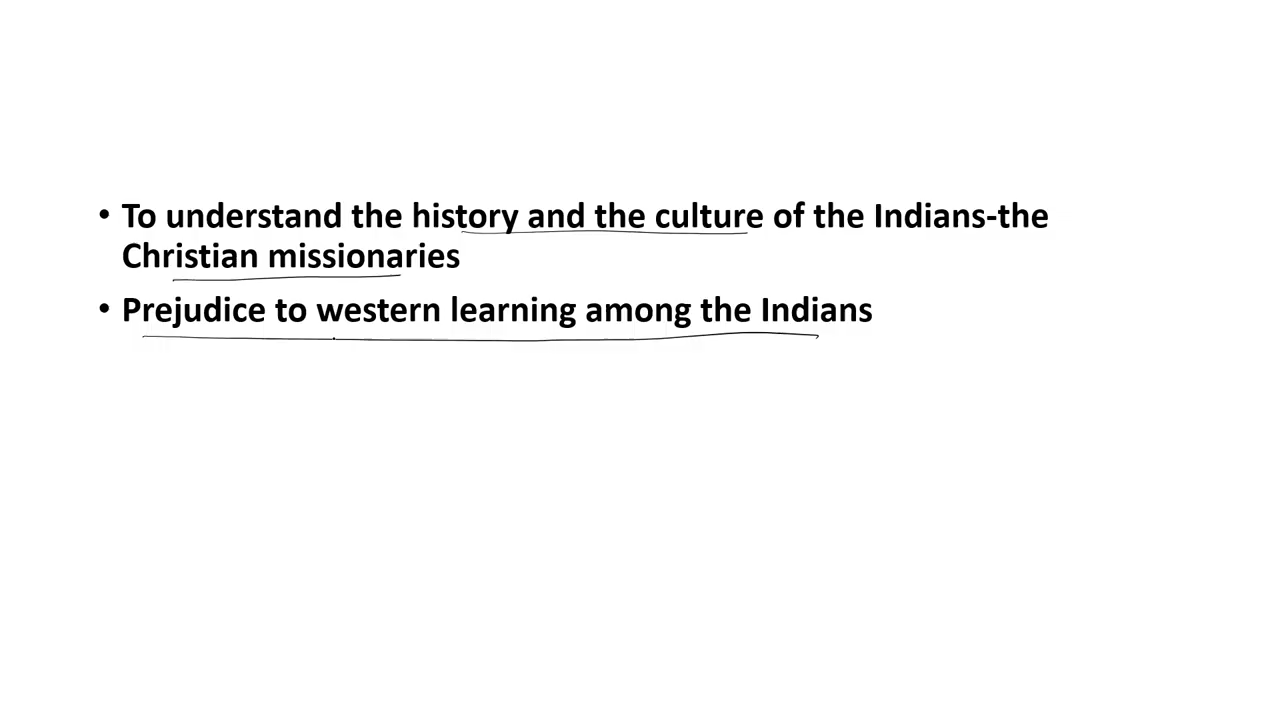 • To understand the history and the culture of the Indians-the
Christian missionaries
• Prejudice to western learning among the Indians